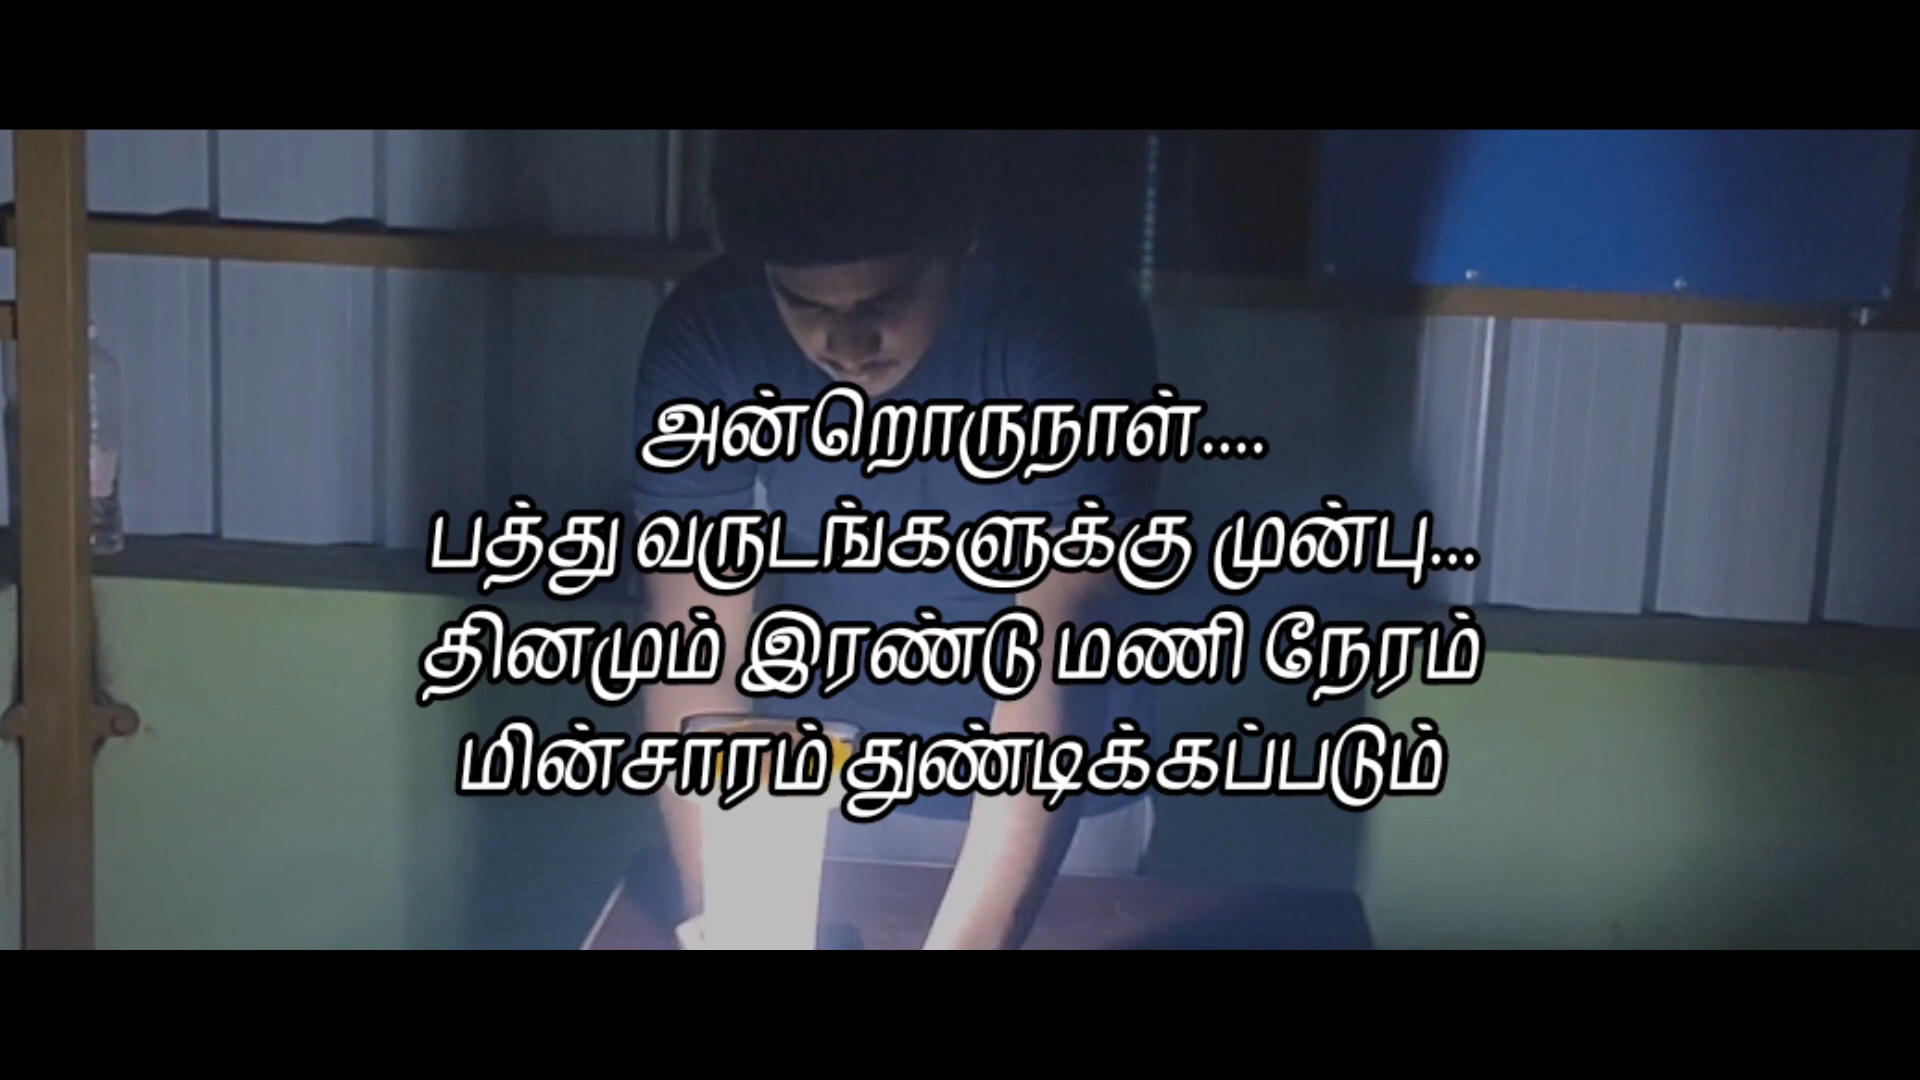 அன்றொருநாள்....
பத்து வருடங்களுக்கு முன்பு...
தினமும் இரண்டு மணி நேரம்
மின்சாரம் துண்டிக்கப்படும்